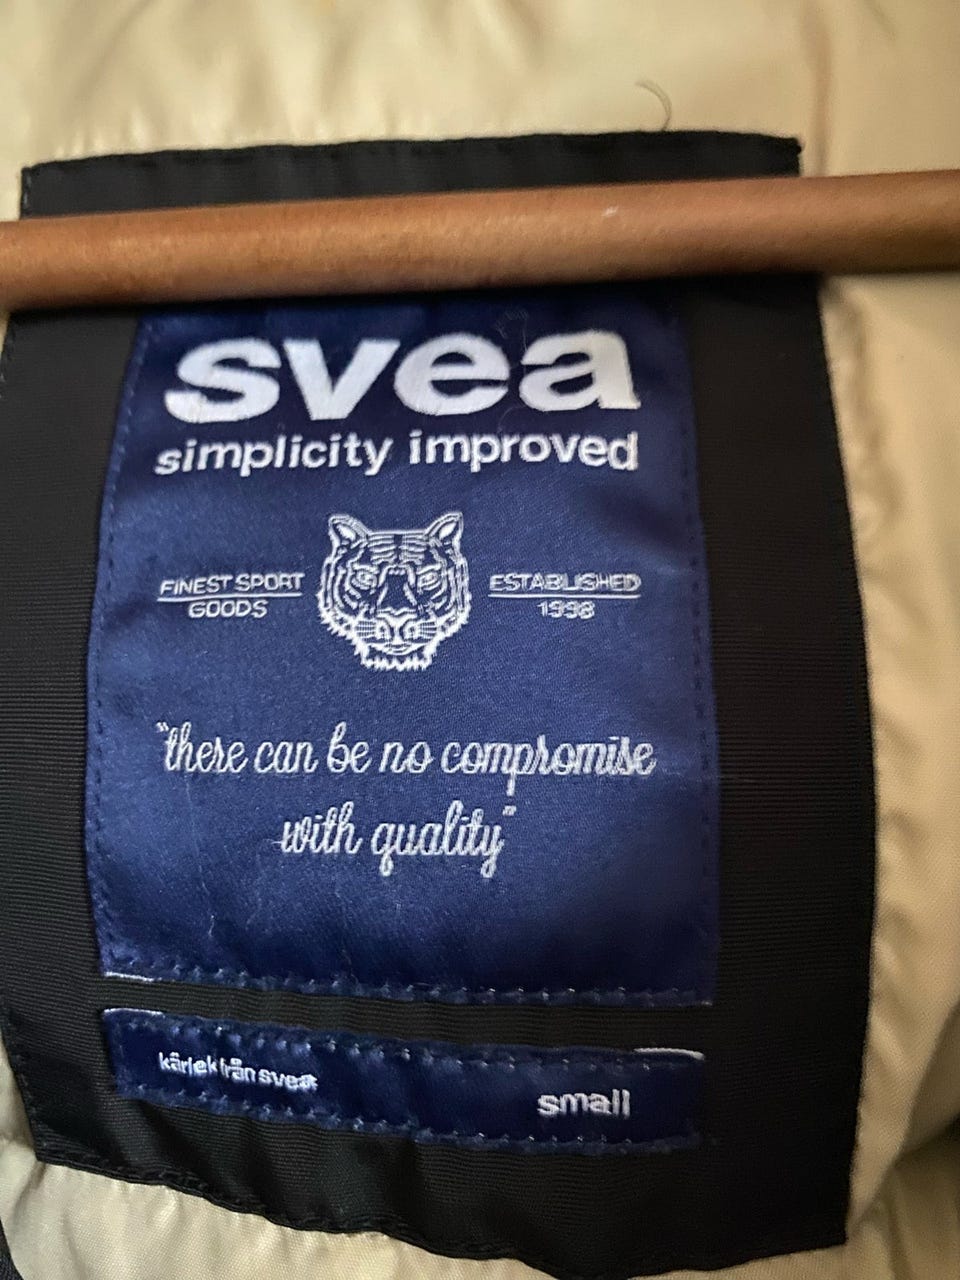 svea
simplicity improved
FINEST SPORT
GOODS
ESTABLISHED
1998
"there can be no compromise
with quality"
kärlek från svea
small